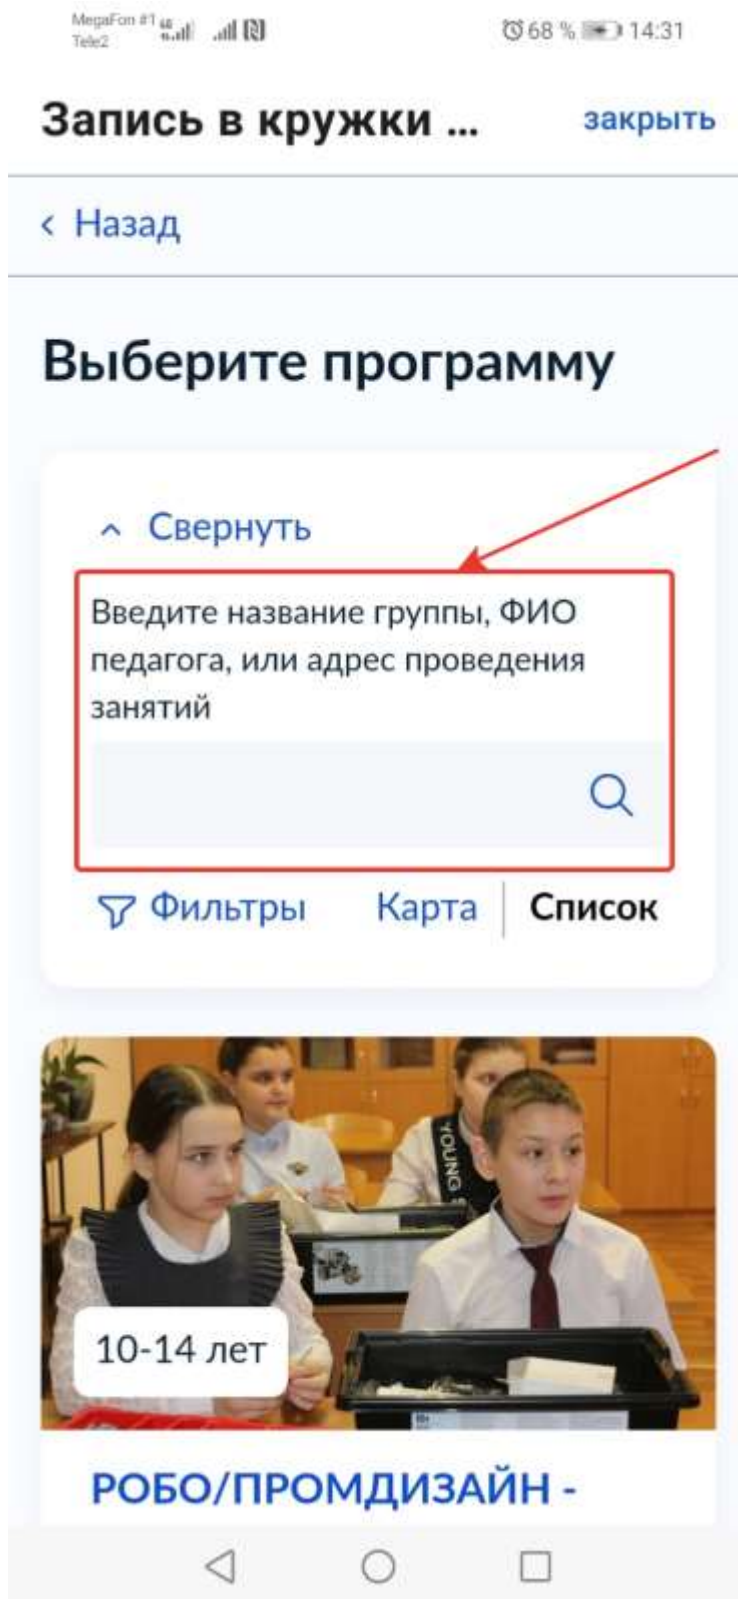 MegaFon #1
Tele2
68 % 14:31
Запись в кружки ...
закрыть
Назад
Выберите программу
Свернуть
Введите название группы, ФИО
педагога, или адрес проведения
занятий
Фильтры
Карта
Список
YOUNG
10-14 лет
РОБО/ПРОМДИЗАЙН -